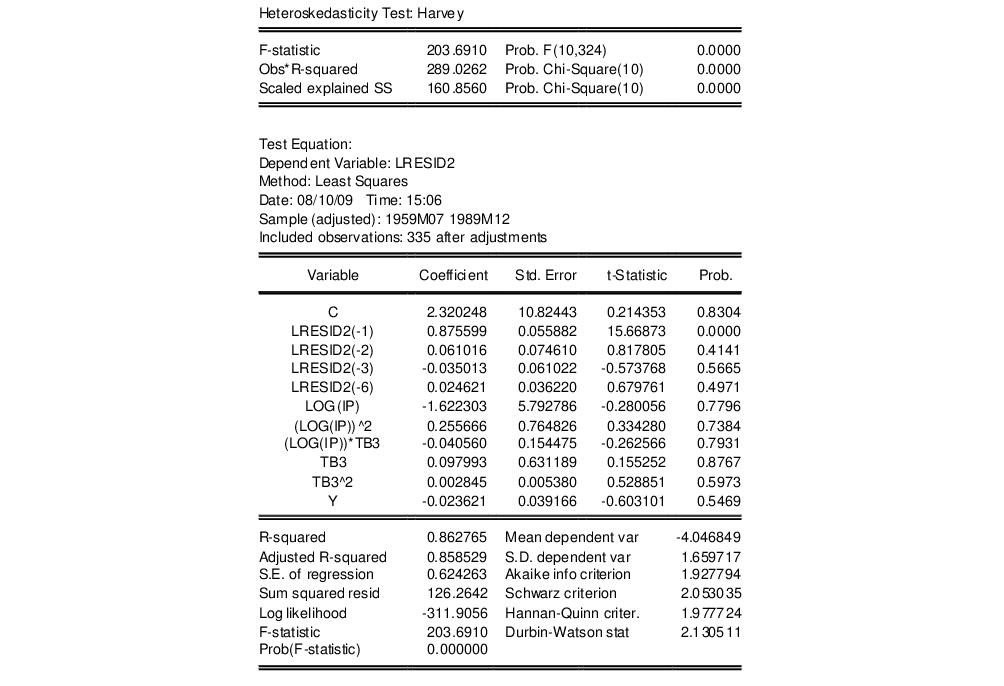 Heteroskedasticity Test: Harvey
F-statistic 203.6910 Prob. F(10,324) 0.0000
Obs*R-squared 289.0262 Prob. Chi-Square(10) 0.0000
Scaled explained SS 160.8560 Prob. Chi-Square(10) 0.0000
Test Equation:
Dependent Variable: LRESID2
Method: Least Squares
Date: 08/10/09 Time: 15:06
Sample (adjusted): 1959M07 1989M12
Included observations: 335 after adjustments
Variable Coefficient Std. Error t-Statistic Prob.
C 2.320248 10.82443 0.214353 0.8304
LRESID2(-1) 0.875599 0.055882 15.66873 0.0000
LRESID2(-2) 0.061016 0.074610 0.817805 0.4141
LRESID2(-3) -0.035013 0.061022 -0.573768 0.5665
LRESID2(-6) 0.024621 0.036220 0.679761 0.4971
LOG(IP) -1.622303 5.792786 -0.280056 0.7796
(LOG(IP))^2 0.255666 0.764826 0.334280 0.7384
(LOG(IP))*TB3 -0.040560 0.154475 -0.262566 0.7931
TB3 0.097993 0.631189 0.155252 0.8767
TB3^2 0.002845 0.005380 0.528851 0.5973
Y -0.023621 0.039166 -0.603101 0.5469
R-squared 0.862765 Mean dependent var -4.046849
Adjusted R-squared 0.858529 S.D. dependent var 1.659717
S.E. of regression 0.624263 Akaike info criterion 1.927794
Sum squared resid 126.2642 Schwarz criterion 2.053035
Log likelihood -311.9056 Hannan-Quinn criter. 1.977724
F-statistic 203.6910 Durbin-Watson stat 2.130511
Prob(F-statistic) 0.000000